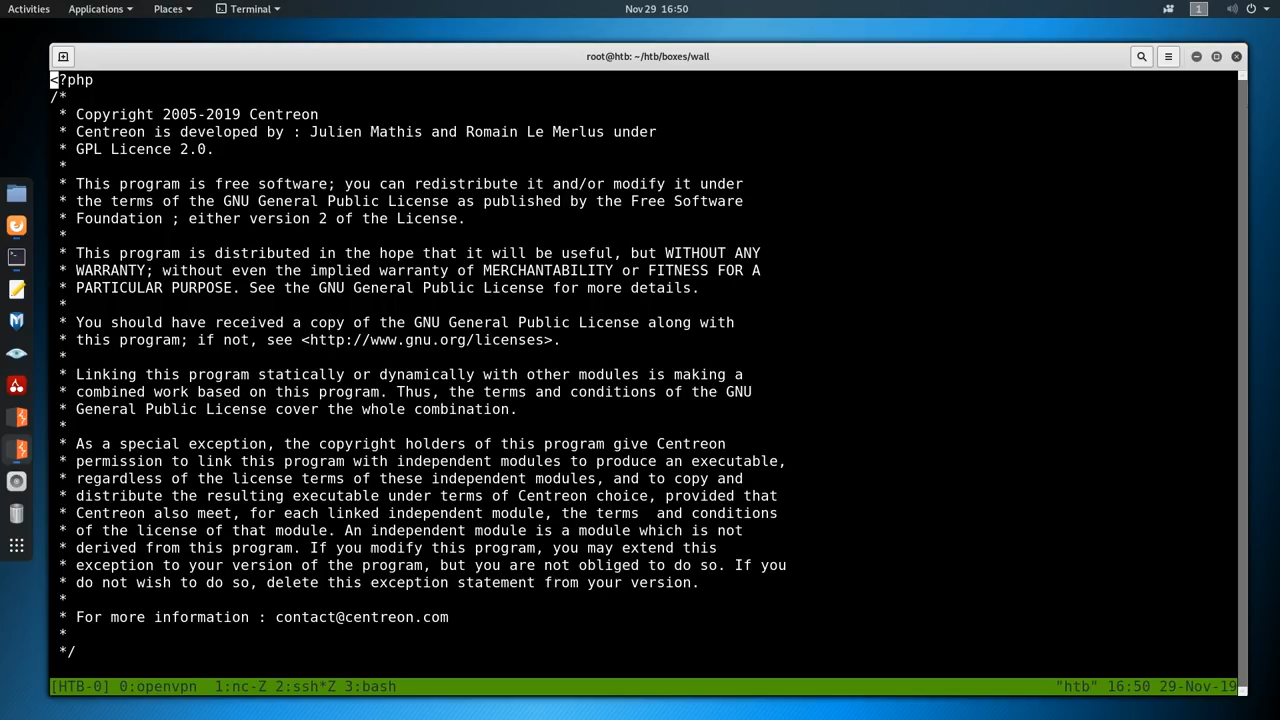 Activities Applications Places Terminal Nov 29 16:50 1
root@htb: ~/htb/boxes/wall
<?php
/*
 * Copyright 2005-2019 Centreon
 * Centreon is developed by : Julien Mathis and Romain Le Merlus under
 * GPL Licence 2.0.
 *
 * This program is free software; you can redistribute it and/or modify it under
 * the terms of the GNU General Public License as published by the Free Software
 * Foundation ; either version 2 of the License.
 *
 * This program is distributed in the hope that it will be useful, but WITHOUT ANY
 * WARRANTY; without even the implied warranty of MERCHANTABILITY or FITNESS FOR A
 * PARTICULAR PURPOSE. See the GNU General Public License for more details.
 *
 * You should have received a copy of the GNU General Public License along with
 * this program; if not, see <http://www.gnu.org/licenses>.
 *
 * Linking this program statically or dynamically with other modules is making a
 * combined work based on this program. Thus, the terms and conditions of the GNU
 * General Public License cover the whole combination.
 *
 * As a special exception, the copyright holders of this program give Centreon
 * permission to link this program with independent modules to produce an executable,
 * regardless of the license terms of these independent modules, and to copy and
 * distribute the resulting executable under terms of Centreon choice, provided that
 * Centreon also meet, for each linked independent module, the terms  and conditions
 * of the license of that module. An independent module is a module which is not
 * derived from this program. If you modify this program, you may extend this
 * exception to your version of the program, but you are not obliged to do so. If you
 * do not wish to do so, delete this exception statement from your version.
 *
 * For more information : contact@centreon.com
 *
 */
[HTB-0] 0:openvpn  1:nc-Z 2:ssh*Z 3:bash "htb" 16:50 29-Nov-19